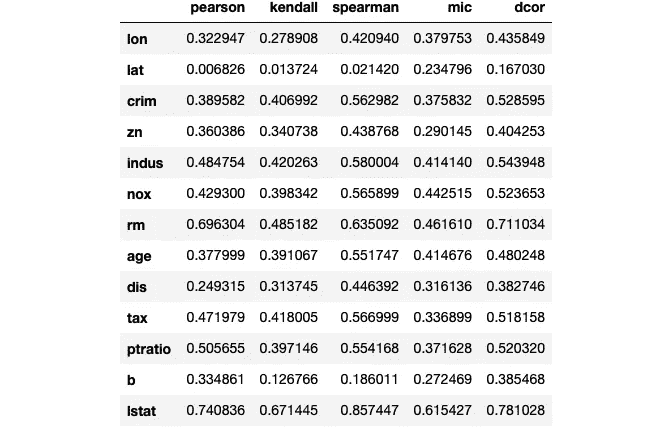 pearson kendall spearman mic dcor
lon 0.322947 0.278908 0.420940 0.379753 0.435849
lat 0.006826 0.013724 0.021420 0.234796 0.167030
crim 0.389582 0.406992 0.562982 0.375832 0.528595
zn 0.360386 0.340738 0.438768 0.290145 0.404253
indus 0.484754 0.420263 0.580004 0.414140 0.543948
nox 0.429300 0.398342 0.565899 0.442515 0.523653
rm 0.696304 0.485182 0.635092 0.461610 0.711034
age 0.377999 0.391067 0.551747 0.414676 0.480248
dis 0.249315 0.313745 0.446392 0.316136 0.382746
tax 0.471979 0.418005 0.566999 0.336899 0.518158
ptratio 0.505655 0.397146 0.554168 0.371628 0.520320
b 0.334861 0.126766 0.186011 0.272469 0.385468
lstat 0.740836 0.671445 0.857447 0.615427 0.781028